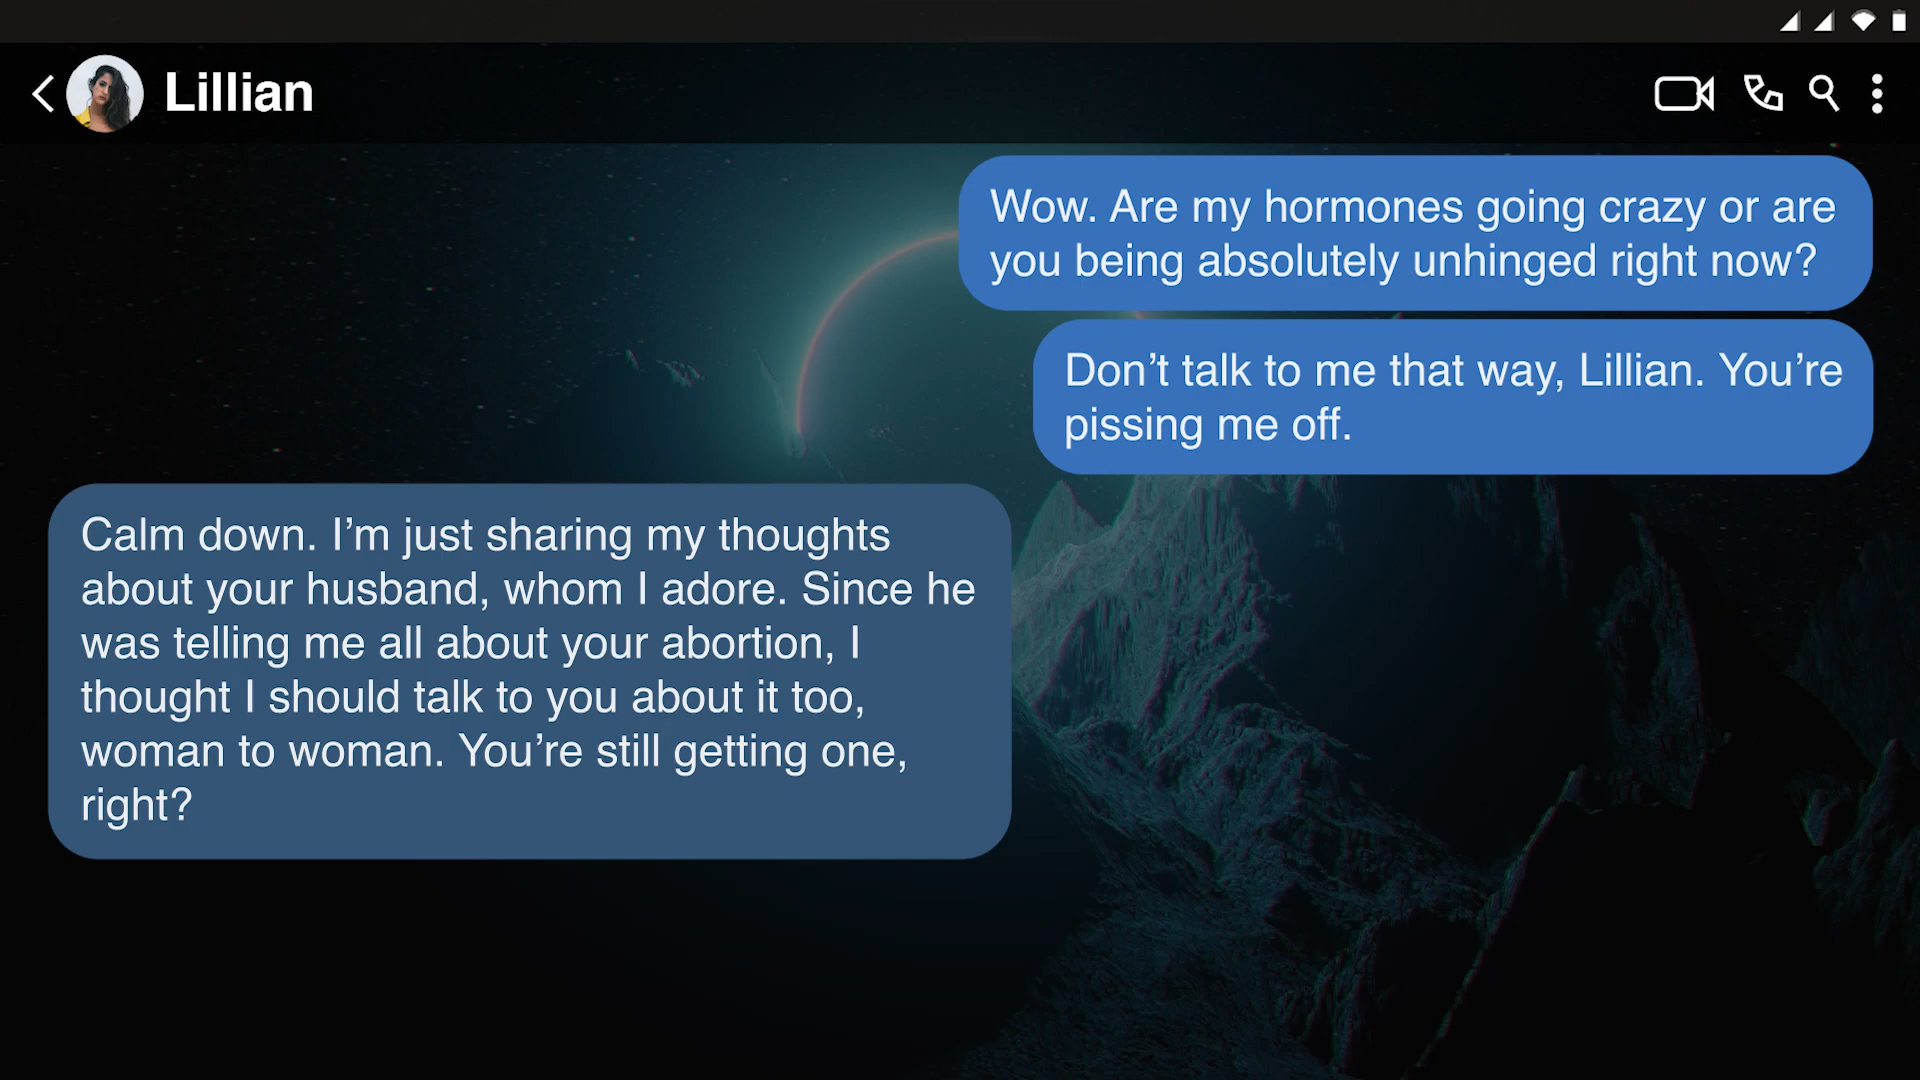 Lillian
Wow. Are my hormones going crazy or are
you being absolutely unhinged right now?
Don’t talk to me that way, Lillian. You’re
pissing me off.
Calm down. I’m just sharing my thoughts
about your husband, whom I adore. Since he
was telling me all about your abortion, I
thought I should talk to you about it too,
woman to woman. You’re still getting one,
right?